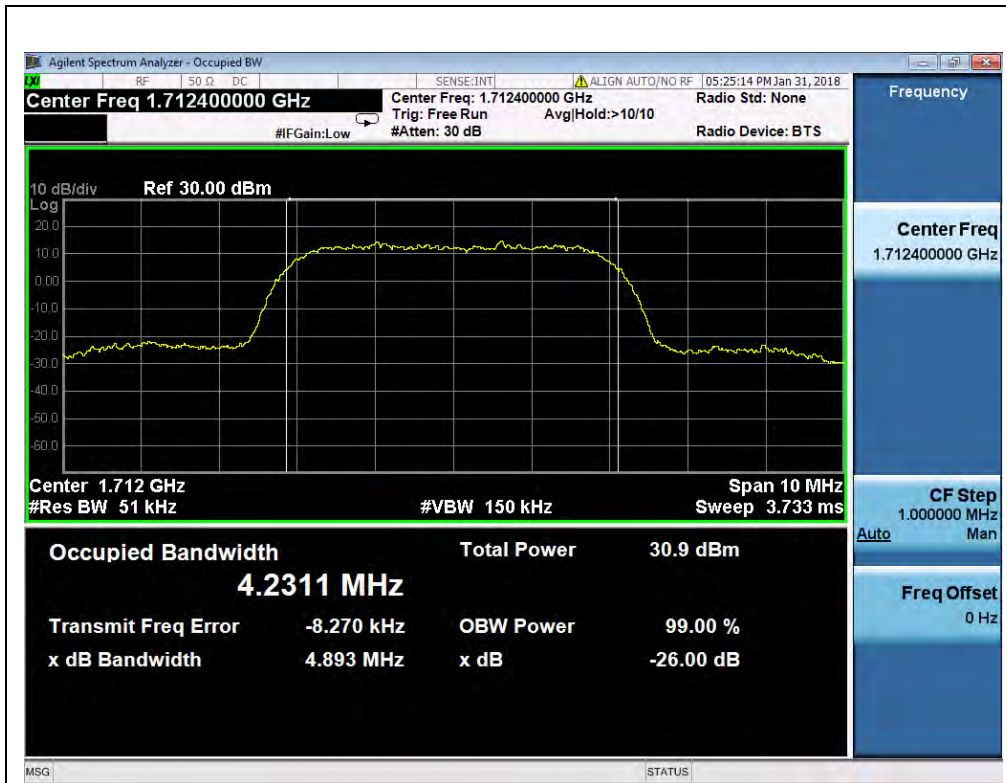 Agilent Spectrum Analyzer - Occupied BW
LXI RF 50 Ω DC SENSE:INT ALIGN AUTO/NO RF 05:25:14 PM Jan 31, 2018
Center Freq 1.712400000 GHz
Center Freq: 1.712400000 GHz
Radio Std: None
Trig: Free Run
Avg|Hold:>10/10
#IFGain:Low
#Atten: 30 dB
Radio Device: BTS
10 dB/div
Ref 30.00 dBm
Log
20.0
10.0
0.00
-10.0
-20.0
-30.0
-40.0
-50.0
-60.0
Center 1.712 GHz
Span 10 MHz
#Res BW 51 kHz
#VBW 150 kHz
Sweep 3.733 ms
Occupied Bandwidth
Total Power
30.9 dBm
4.2311 MHz
Transmit Freq Error
-8.270 kHz
OBW Power
99.00 %
x dB Bandwidth
4.893 MHz
x dB
-26.00 dB
MSG
STATUS
Frequency
Center Freq
1.712400000 GHz
CF Step
1.000000 MHz
Auto Man
Freq Offset
0 Hz